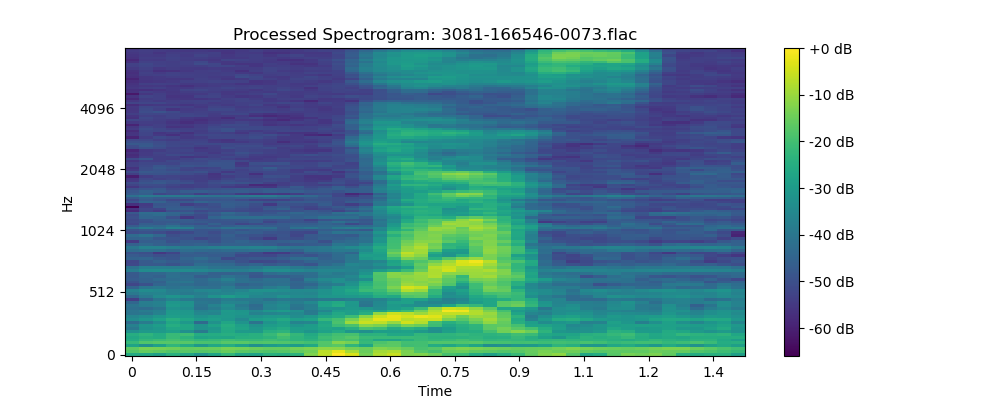 Processed Spectrogram: 3081-166546-0073.flac
+0 dB
-10 dB
-20 dB
-30 dB
-40 dB
-50 dB
-60 dB
Hz
4096
2048
1024
512
0
0 0.15 0.3 0.45 0.6 0.75 0.9 1.1 1.2 1.4
Time